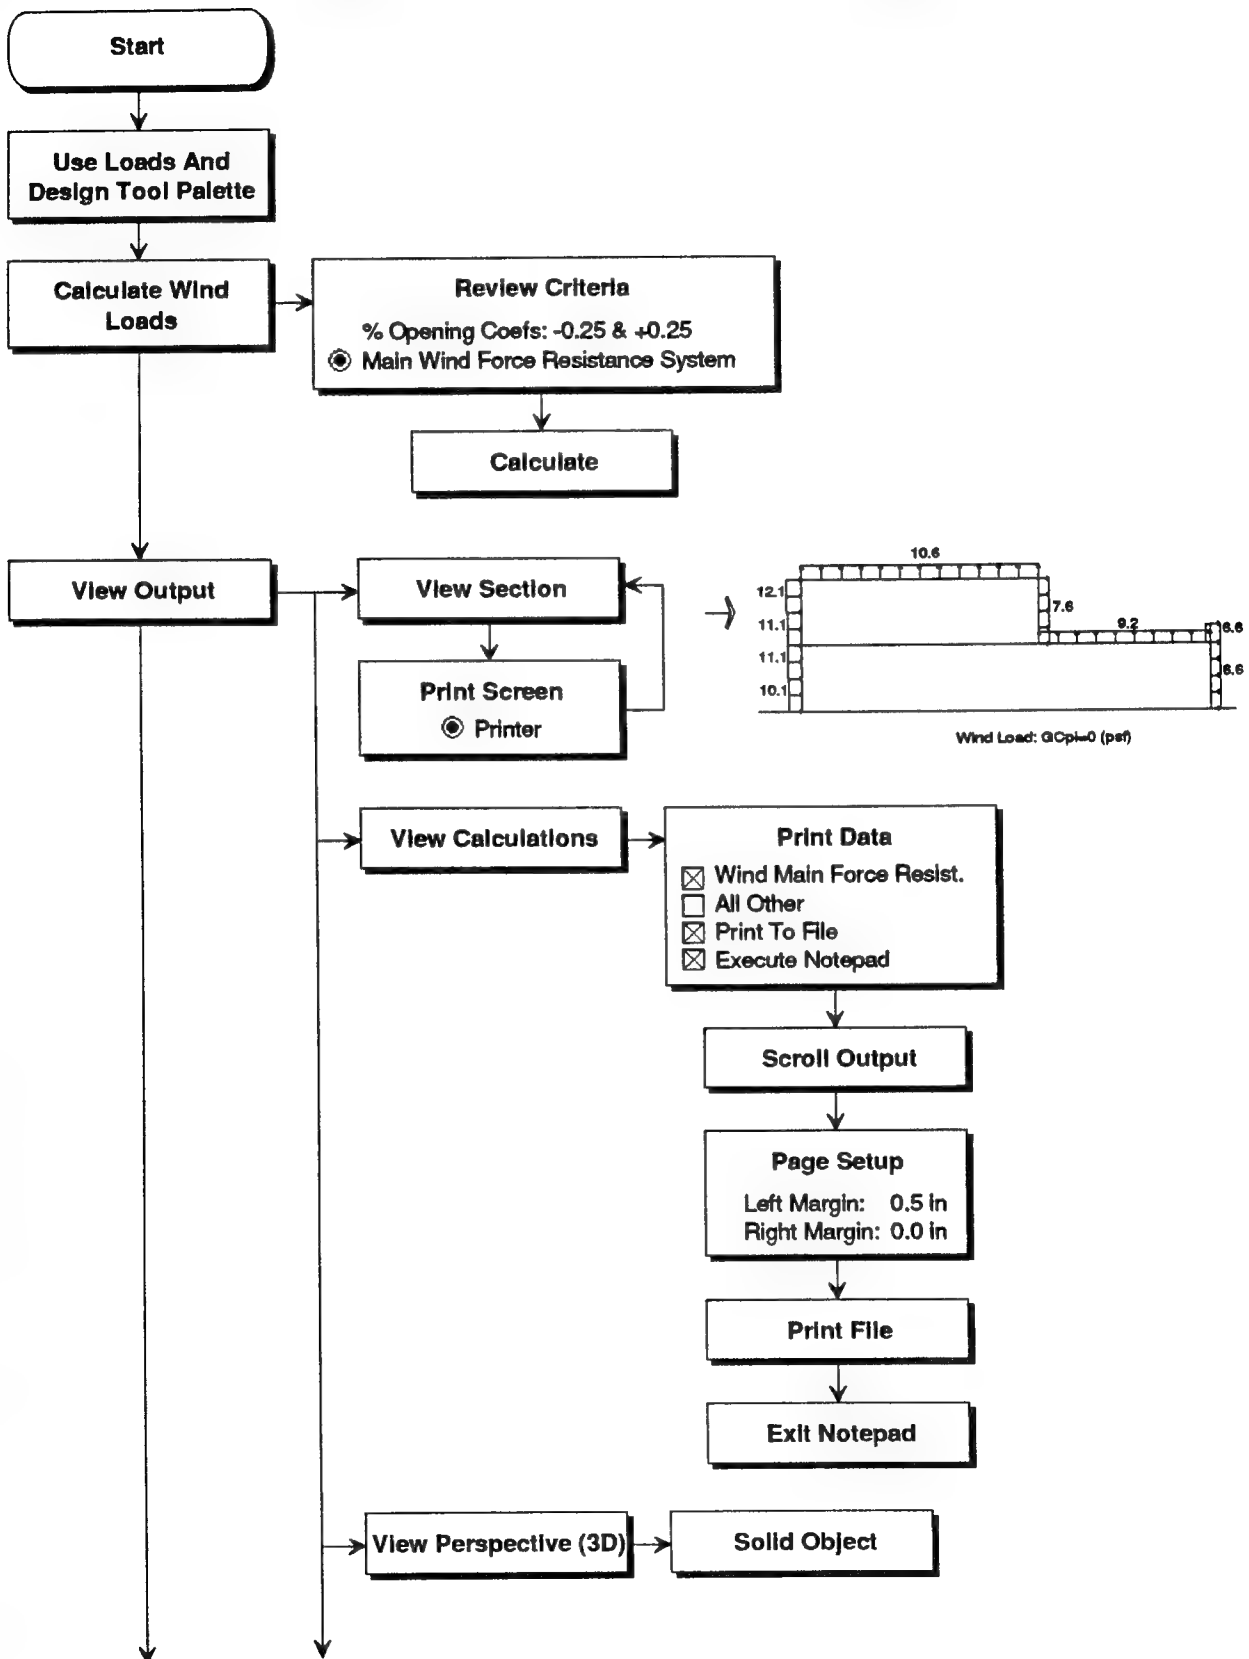 Start
Use Loads And
Design Tool Palette
Calculate Wind
Loads
Review Criteria
% Opening Coefs: -0.25 & +0.25
Main Wind Force Resistance System
Calculate
View Output
View Section
Print Screen
Printer
10.6
12.1
11.1
11.1
10.1
7.6
9.2
6.6
6.6
Wind Load: GCpi=0 (psf)
View Calculations
Print Data
Wind Main Force Resist.
All Other
Print To File
Execute Notepad
Scroll Output
Page Setup
Left Margin: 0.5 in
Right Margin: 0.0 in
Print File
Exit Notepad
View Perspective (3D)
Solid Object